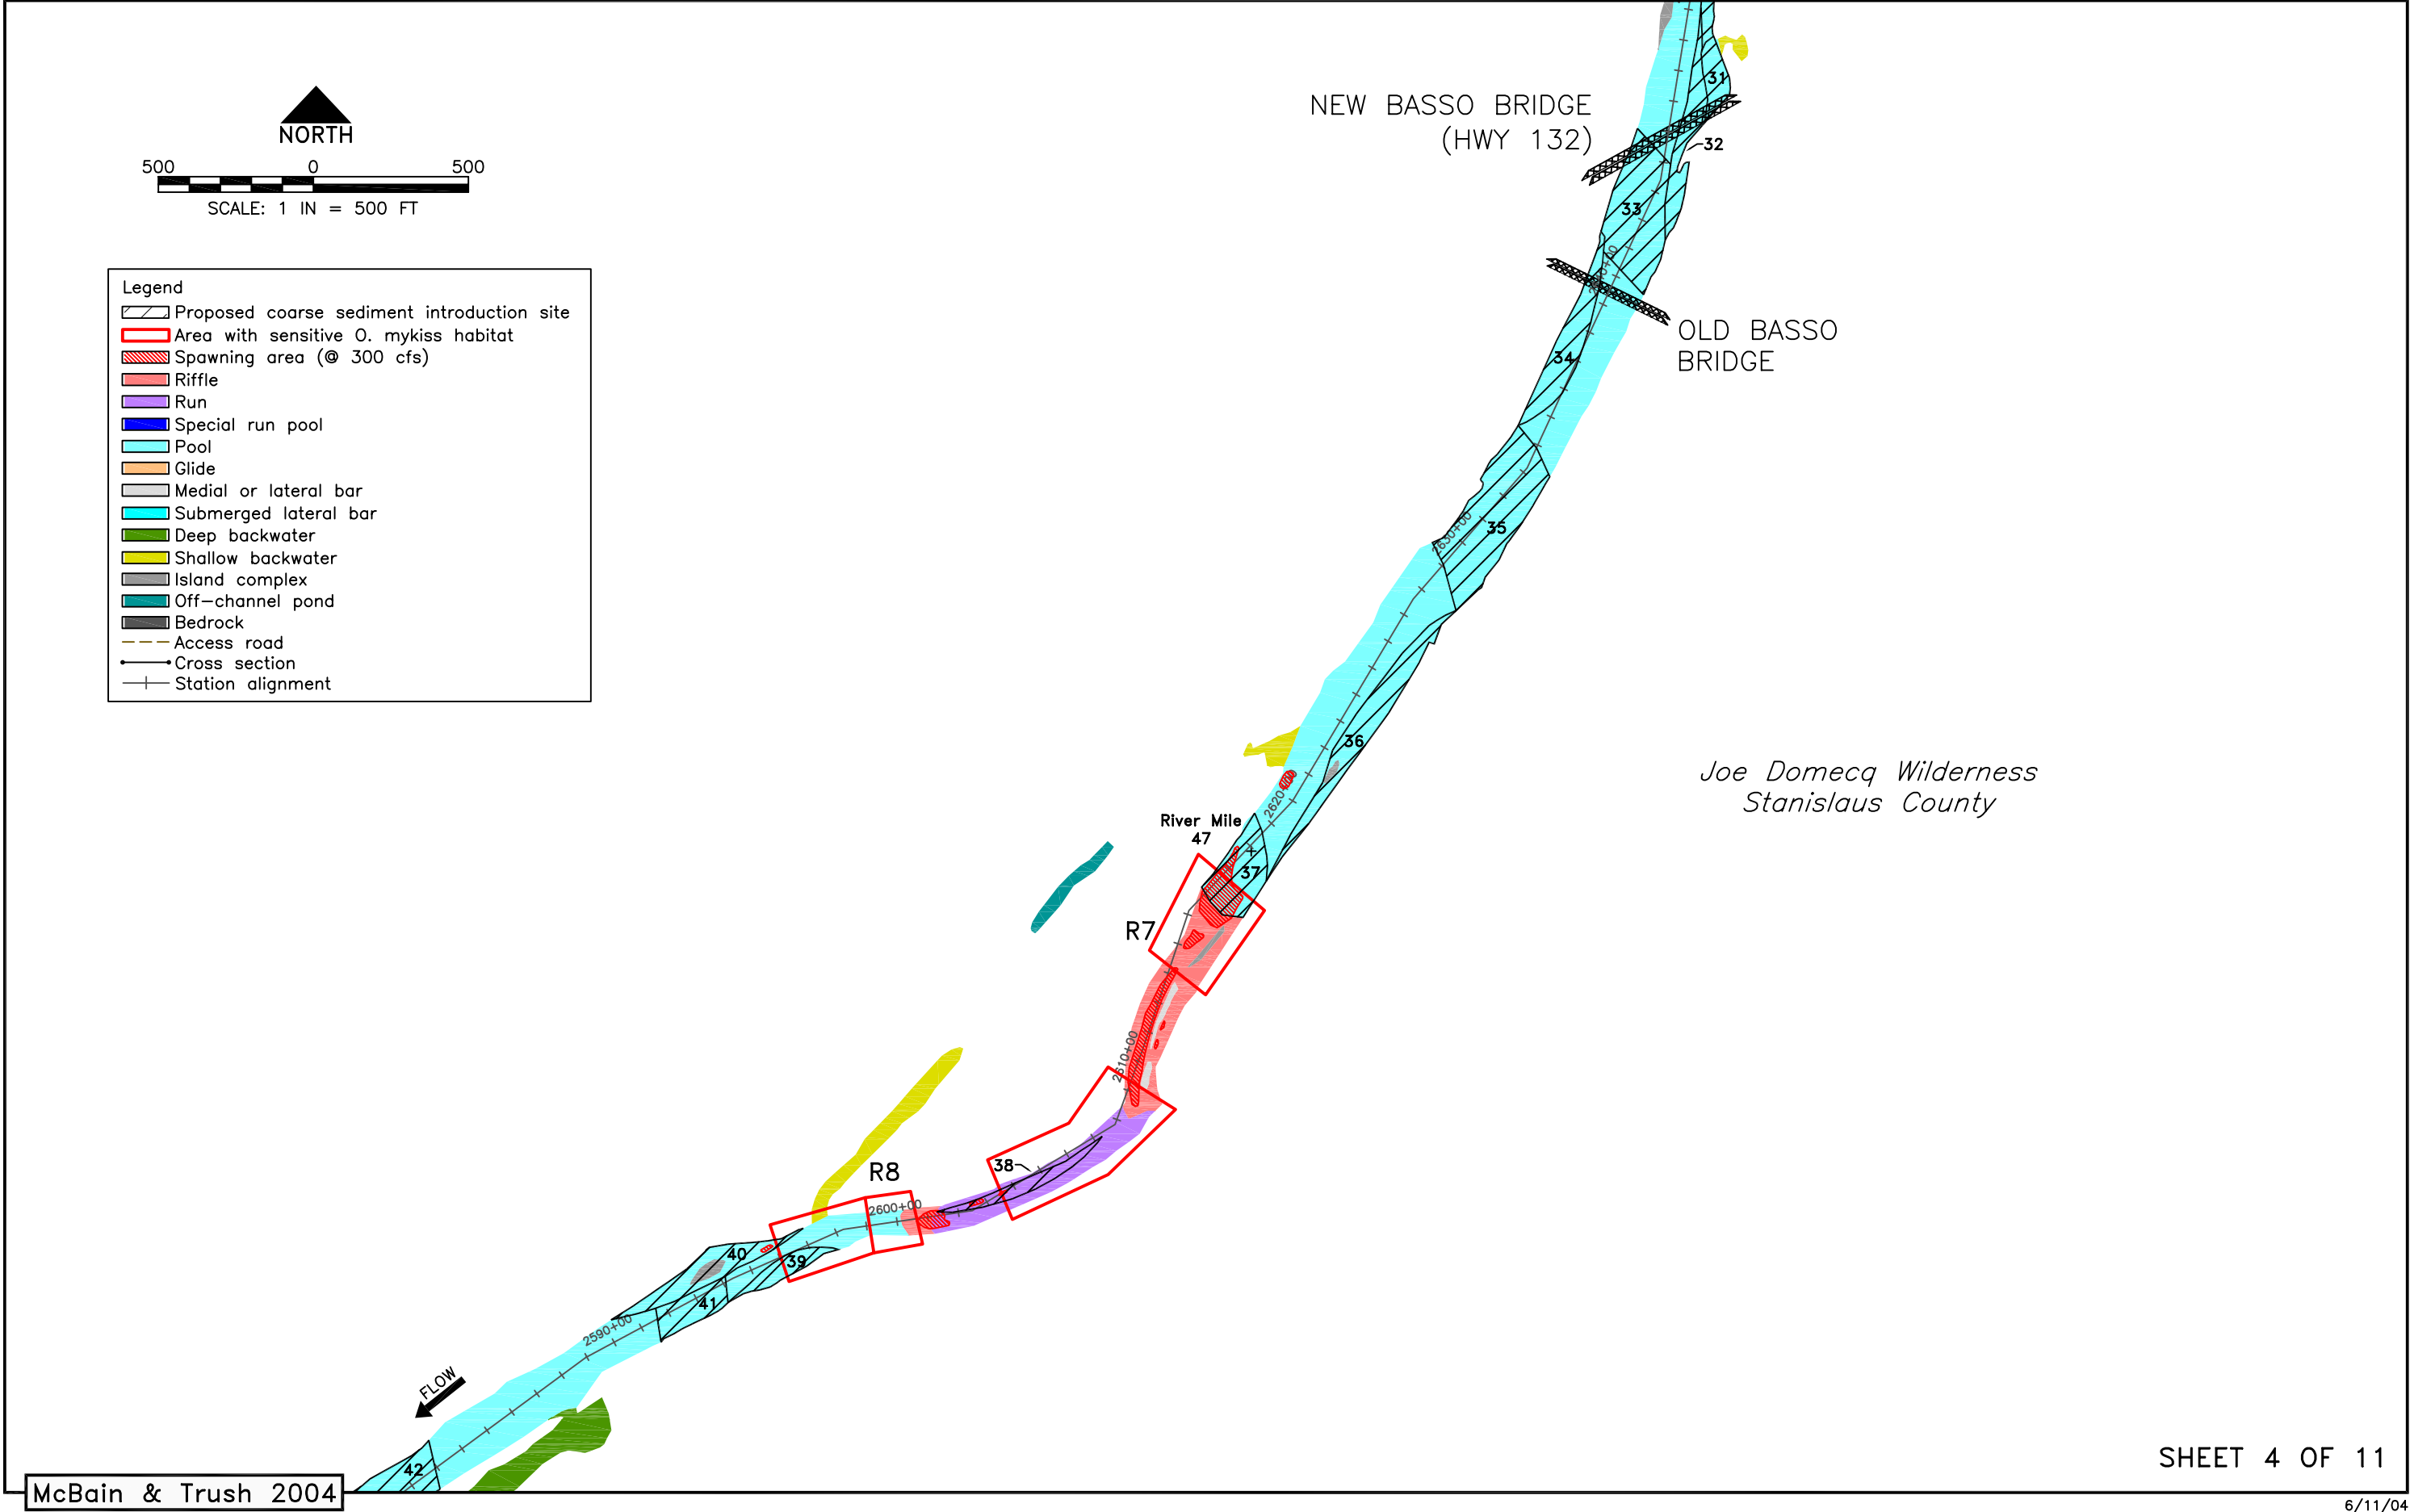 NORTH
500 0 500
SCALE: 1 IN = 500 FT
Legend
Proposed coarse sediment introduction site
Area with sensitive O. mykiss habitat
Spawning area (@ 300 cfs)
Riffle
Run
Special run pool
Pool
Glide
Medial or lateral bar
Submerged lateral bar
Deep backwater
Shallow backwater
Island complex
Off-channel pond
Bedrock
Access road
Cross section
Station alignment
31
NEW BASSO BRIDGE
(HWY 132)
32
33
OLD BASSO
BRIDGE
34
35
2630+00
36
Joe Domecq Wilderness
Stanislaus County
River Mile
47
37
R7
2610+00
38
R8
2600+00
40
39
41
2590+00
FLOW
42
SHEET 4 OF 11
McBain & Trush 2004
6/11/04